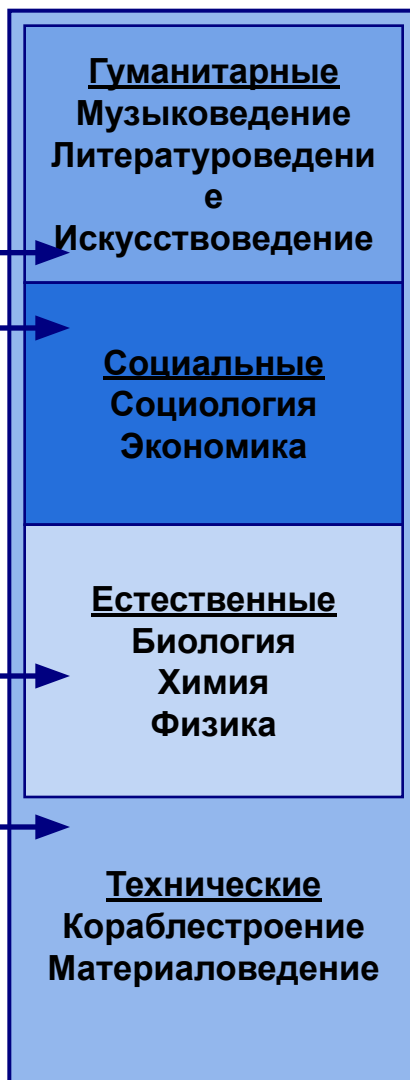 Гуманитарные
Музыковедение
Литературоведени
е
Искусствоведение
Социальные
Социология
Экономика
Естественные
Биология
Химия
Физика
Технические
Кораблестроение
Материаловедение